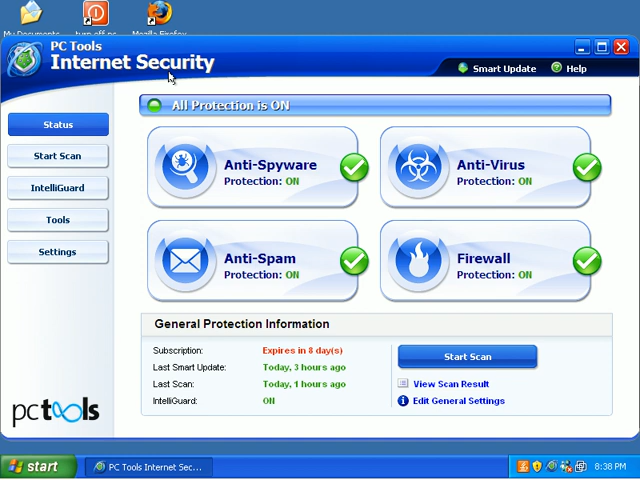 My Documents
turn off pc
Mozilla Firefox
PC Tools
Internet Security
Smart Update
Help
All Protection is ON
Status
Start Scan
IntelliGuard
Tools
Settings
Anti-Spyware
Protection: ON
Anti-Virus
Protection: ON
Anti-Spam
Protection: ON
Firewall
Protection: ON
General Protection Information
Subscription: Expires in 8 day(s)
Last Smart Update: Today, 3 hours ago
Last Scan: Today, 1 hours ago
IntelliGuard: ON
Start Scan
View Scan Result
Edit General Settings
pctools
start
PC Tools Internet Sec...
8:38 PM